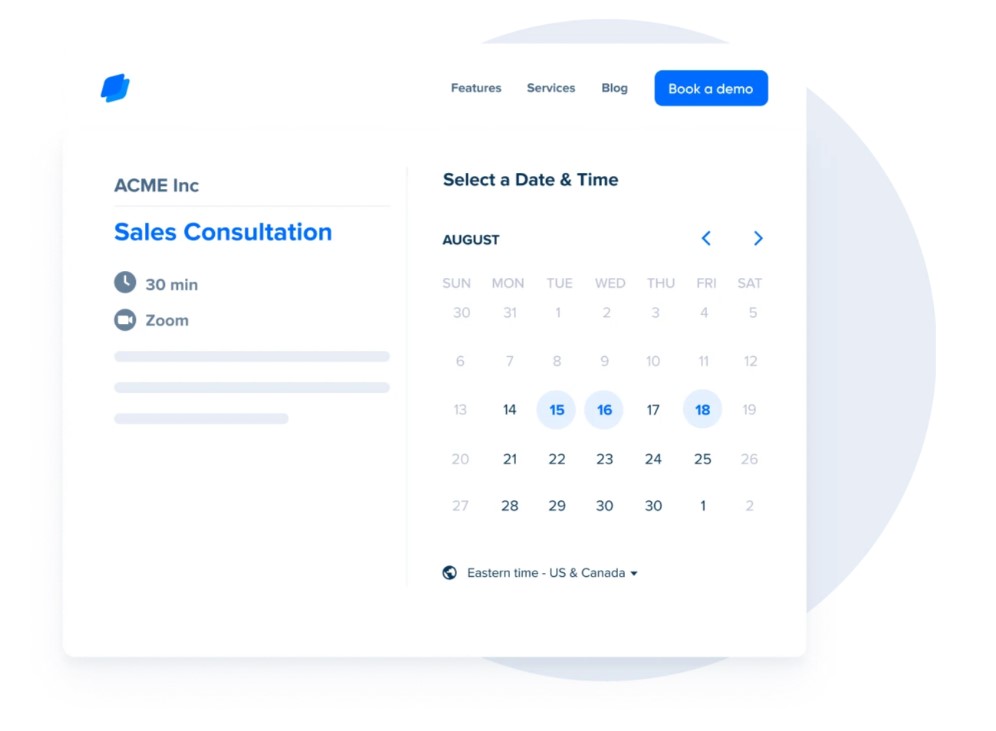 Features Services Blog Book a demo
ACME Inc
Sales Consultation
30 min
Zoom
Select a Date & Time
AUGUST
SUN MON TUE WED THU FRI SAT
30 31 1 2 3 4 5
6 7 8 9 10 11 12
13 14 15 16 17 18 19
20 21 22 23 24 25 26
27 28 29 30 30 1 2
Eastern time - US & Canada